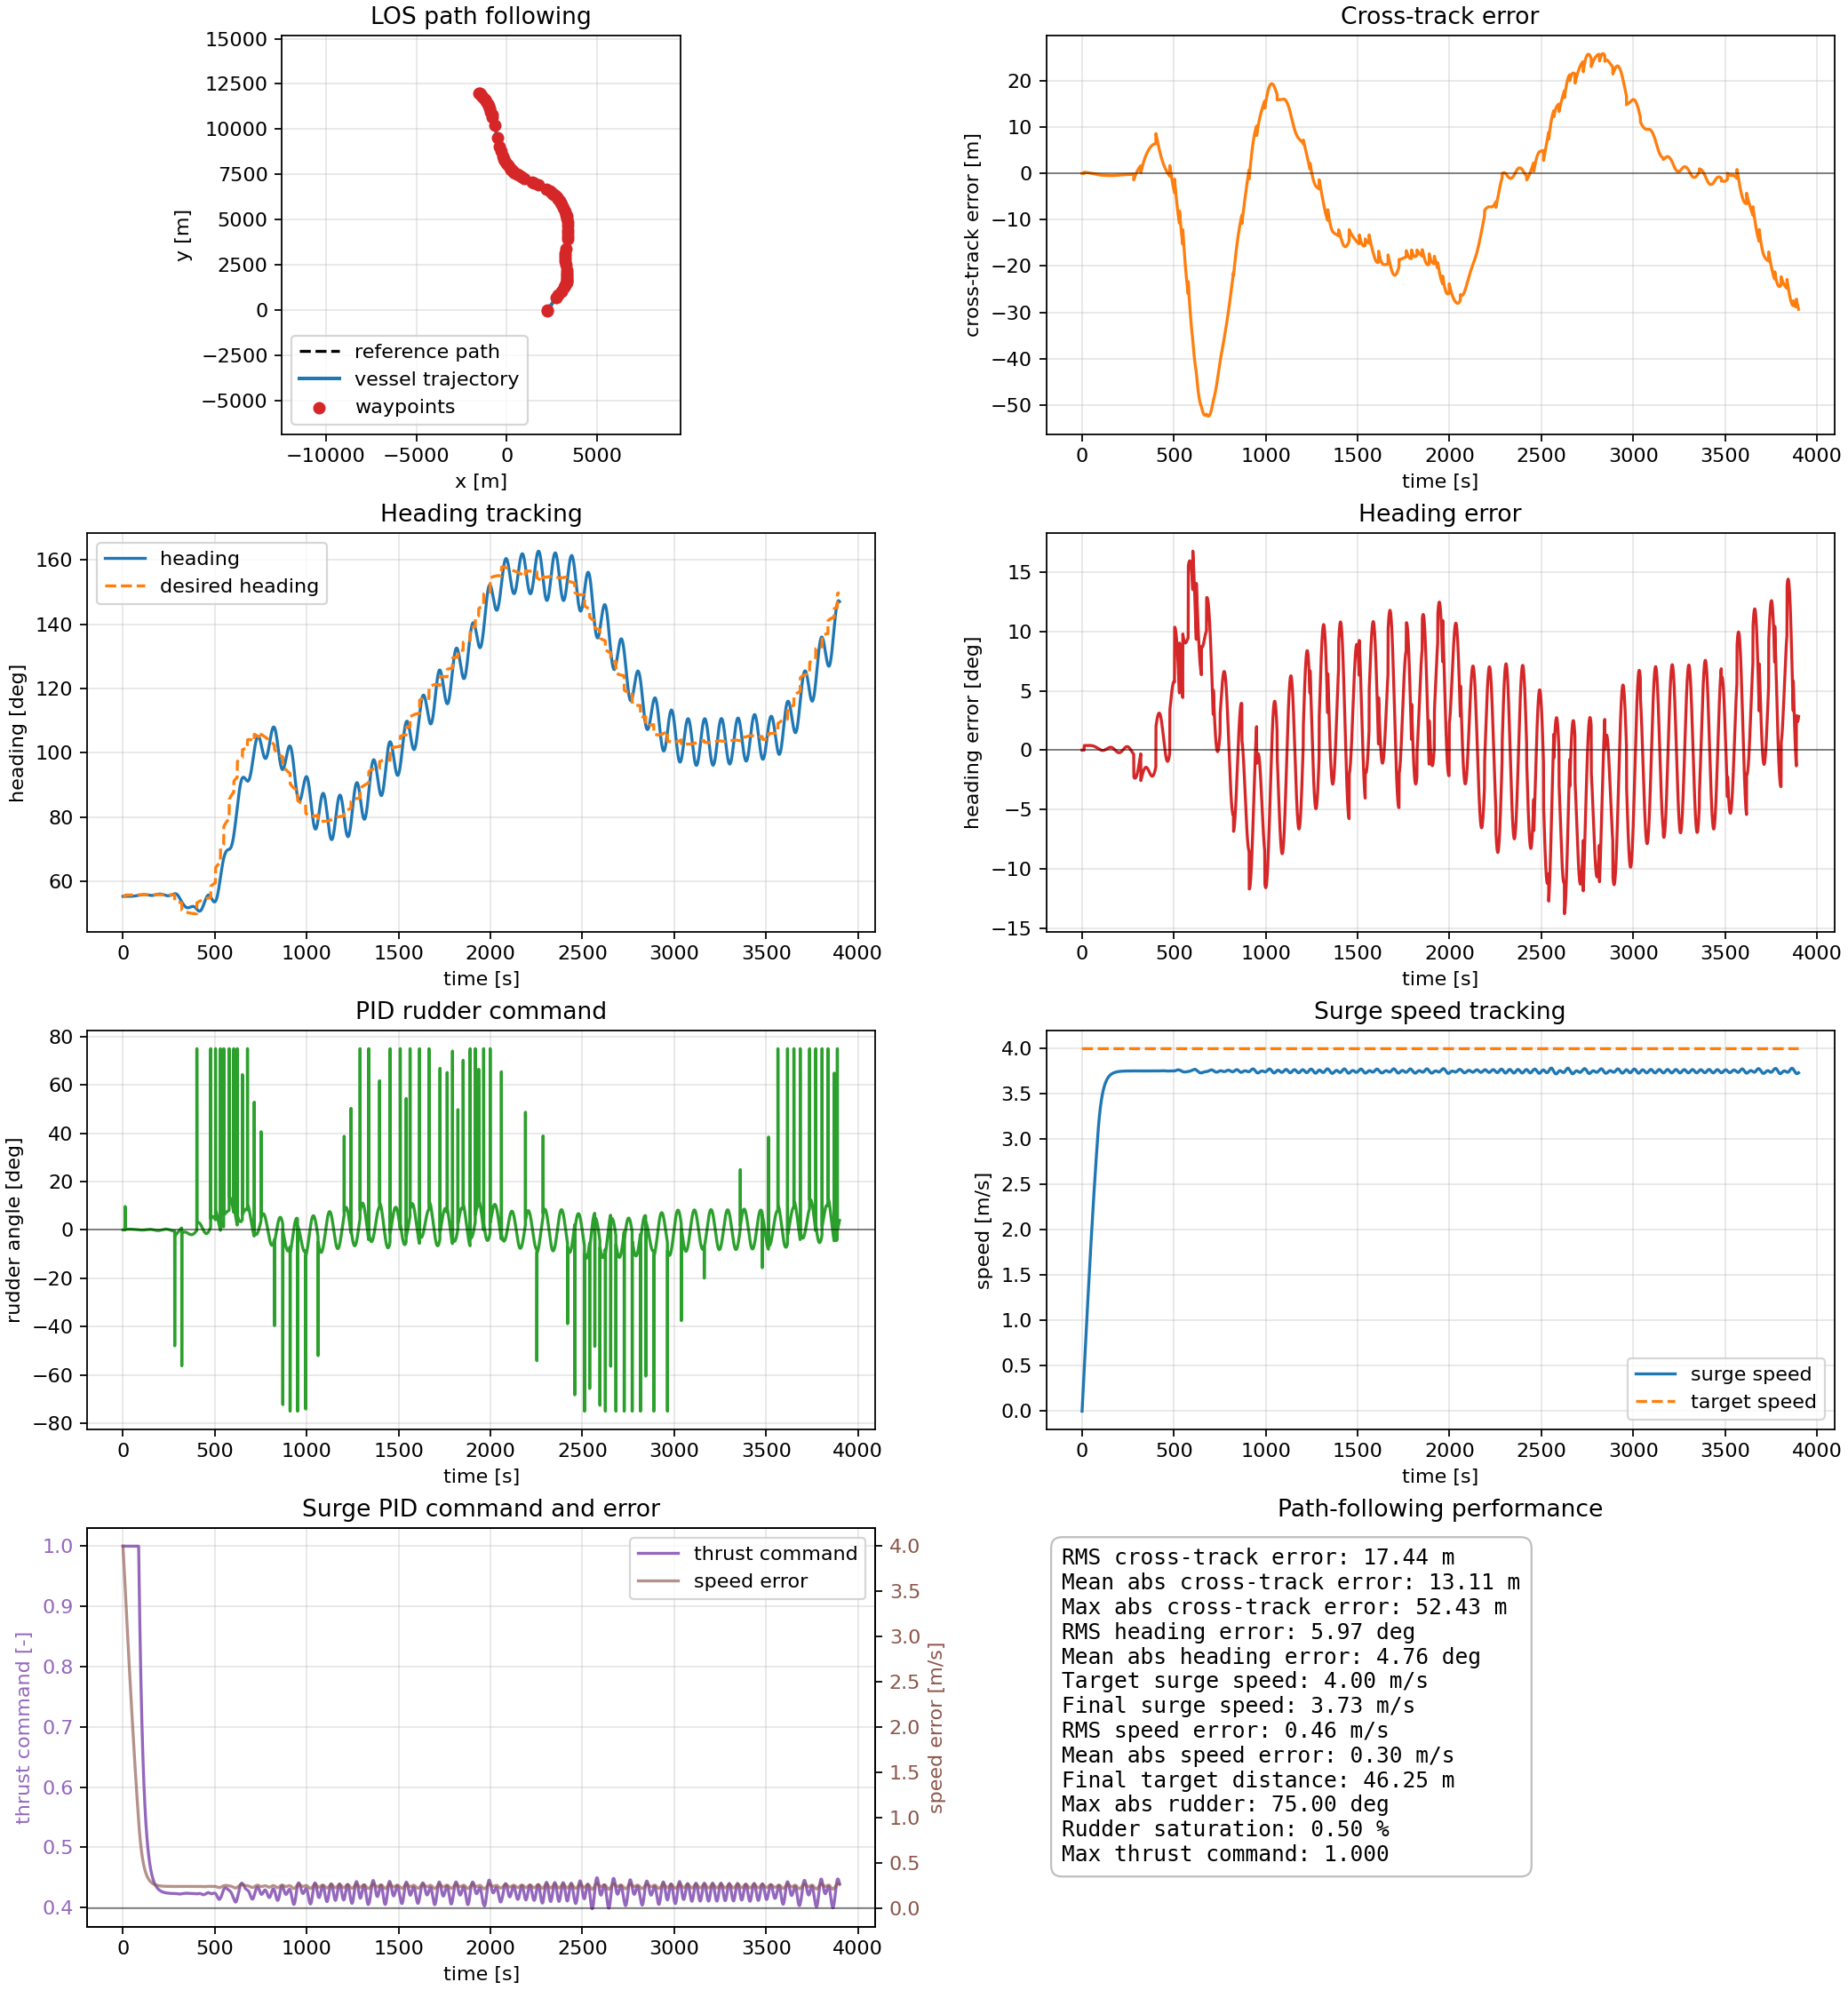 LOS path following
15000
12500
10000
7500
5000
2500
0
−2500
−5000
y [m]
reference path
vessel trajectory
waypoints
−10000 −5000 0 5000
x [m]
Cross-track error
20
10
0
−10
−20
−30
−40
−50
cross-track error [m]
0 500 1000 1500 2000 2500 3000 3500 4000
time [s]
Heading tracking
160
140
120
100
80
60
heading [deg]
heading
desired heading
0 500 1000 1500 2000 2500 3000 3500 4000
time [s]
Heading error
15
10
5
0
−5
−10
−15
heading error [deg]
0 500 1000 1500 2000 2500 3000 3500 4000
time [s]
PID rudder command
80
60
40
20
0
−20
−40
−60
−80
rudder angle [deg]
0 500 1000 1500 2000 2500 3000 3500 4000
time [s]
Surge speed tracking
4.0
3.5
3.0
2.5
2.0
1.5
1.0
0.5
0.0
speed [m/s]
surge speed
target speed
0 500 1000 1500 2000 2500 3000 3500 4000
time [s]
Surge PID command and error
1.0
0.9
0.8
0.7
0.6
0.5
0.4
thrust command [-]
thrust command
speed error
4.0
3.5
3.0
2.5
2.0
1.5
1.0
0.5
0.0
speed error [m/s]
0 500 1000 1500 2000 2500 3000 3500 4000
time [s]
Path-following performance
RMS cross-track error: 17.44 m
Mean abs cross-track error: 13.11 m
Max abs cross-track error: 52.43 m
RMS heading error: 5.97 deg
Mean abs heading error: 4.76 deg
Target surge speed: 4.00 m/s
Final surge speed: 3.73 m/s
RMS speed error: 0.46 m/s
Mean abs speed error: 0.30 m/s
Final target distance: 46.25 m
Max abs rudder: 75.00 deg
Rudder saturation: 0.50 %
Max thrust command: 1.000